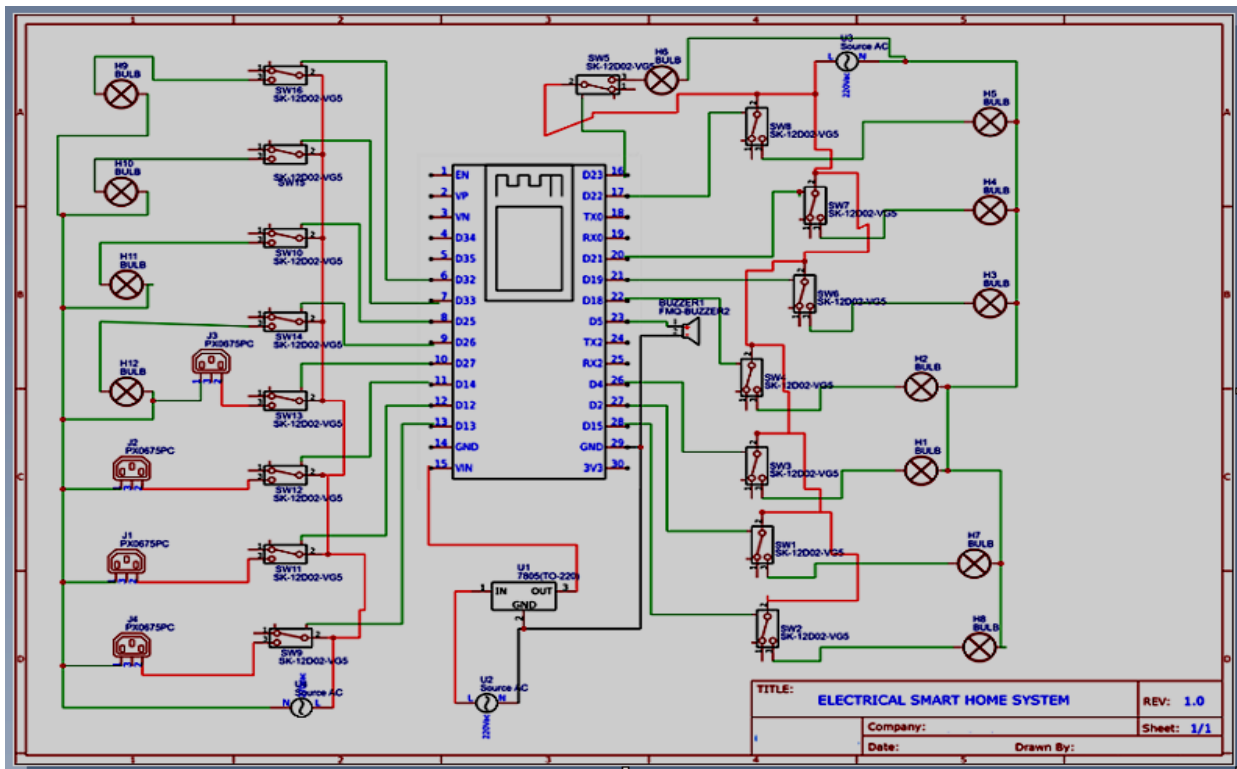 1 2 3 4 5
A
B
C
D
H9
BULB
SW16
SK-12D02-VG5
H10
BULB
SK-12D02-VG5
SW15
H11
BULB
SW10
SK-12D02-VG5
SW14
SK-12D02-VG5
J3
PX0675PC
H12
BULB
SW13
SK-12D02-VG5
J2
PX0675PC
SW12
SK-12D02-VG5
J1
PX0675PC
SW11
SK-12D02-VG5
J4
PX0675PC
SW9
SK-12D02-VG5
Source AC
N L
1 EN
2 VP
3 VN
4 D34
5 D35
6 D32
7 D33
8 D25
9 D26
10 D27
11 D14
12 D12
13 D13
14 GND
15 VIN
D23 16
D22 17
TX0 18
RX0 19
D21 20
D19 21
D18 22
D5 23
TX2 24
RX2 25
D4 26
D2 27
D15 28
GND 29
3V3 30
BUZZER1
FMQ-BUZZER2
U1
7805(TO-220)
1 IN OUT 3
GND
2
U2
Source AC
L N
220Vac
SW5
SK-12D02-VG5
H6
BULB
U3
Source AC
L N
220Vac
SW8
SK-12D02-VG5
H5
BULB
SW7
SK-12D02-VG5
H4
BULB
SW6
SK-12D02-VG5
H3
BULB
SW4
SK-12D02-VG5
H2
BULB
SW3
SK-12D02-VG5
H1
BULB
SW1
SK-12D02-VG5
H7
BULB
SW2
SK-12D02-VG5
H8
BULB
TITLE:
ELECTRICAL SMART HOME SYSTEM
REV: 1.0
Company:
Sheet: 1/1
Date:
Drawn By: